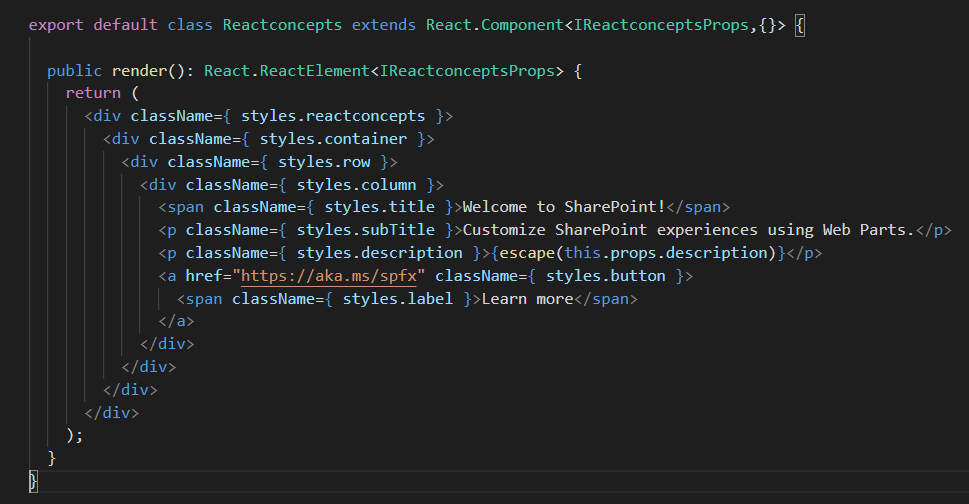 export default class Reactconcepts extends React.Component<IReactconceptsProps,{}> {
public render(): React.ReactElement<IReactconceptsProps> {
return (
<div className={ styles.reactconcepts }>
<div className={ styles.container }>
<div className={ styles.row }>
<div className={ styles.column }>
<span className={ styles.title }>Welcome to SharePoint!</span>
<p className={ styles.subTitle }>Customize SharePoint experiences using Web Parts.</p>
<p className={ styles.description }>{escape(this.props.description)}</p>
<a href="https://aka.ms/spfx" className={ styles.button }>
<span className={ styles.label }>Learn more</span>
</a>
</div>
</div>
</div>
</div>
);
}
}